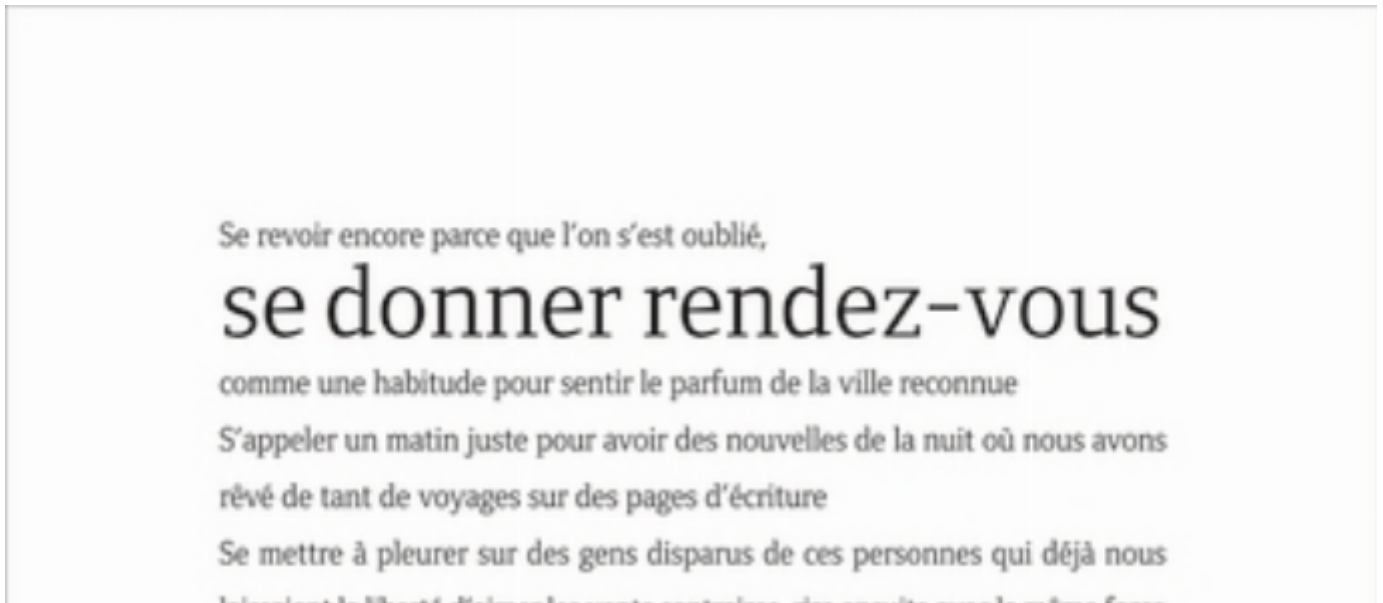 Se revoir encore parce que l'on s'est oublié,
se donner rendez-vous
comme une habitude pour sentir le parfum de la ville reconnue
S'appeler un matin juste pour avoir des nouvelles de la nuit où nous avons
rêvé de tant de voyages sur des pages d'écriture
Se mettre à pleurer sur des gens disparus de ces personnes qui déjà nous